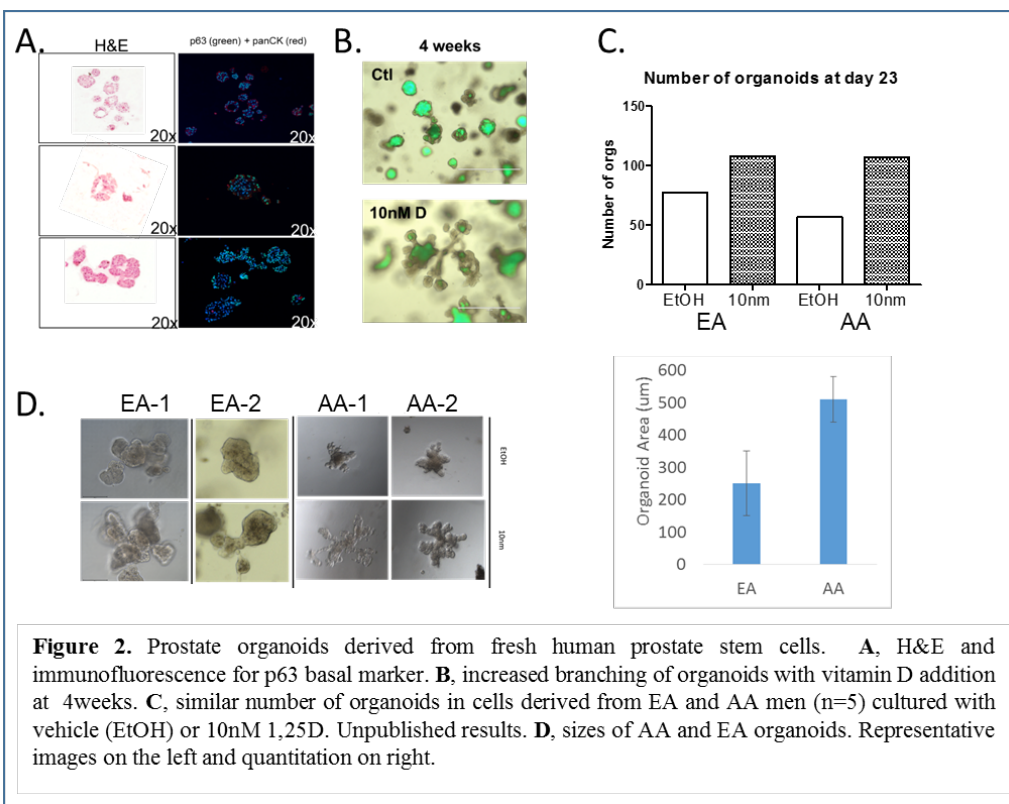 A.
H&E
p63 (green) + panCK (red)
20x
20x
20x
20x
20x
20x
B.
4 weeks
Ctl
10nM D
C.
Number of organoids at day 23
Number of orgs
150
100
50
0
EtOH
10nm
EtOH
10nm
EA
AA
D.
EA-1
EA-2
AA-1
AA-2
EtOH
10nm
Organoid Area (um)
600
500
400
300
200
100
0
EA
AA
Figure 2. Prostate organoids derived from fresh human prostate stem cells. A, H&E and
immunofluorescence for p63 basal marker. B, increased branching of organoids with vitamin D addition
at 4weeks. C, similar number of organoids in cells derived from EA and AA men (n=5) cultured with
vehicle (EtOH) or 10nM 1,25D. Unpublished results. D, sizes of AA and EA organoids. Representative
images on the left and quantitation on right.